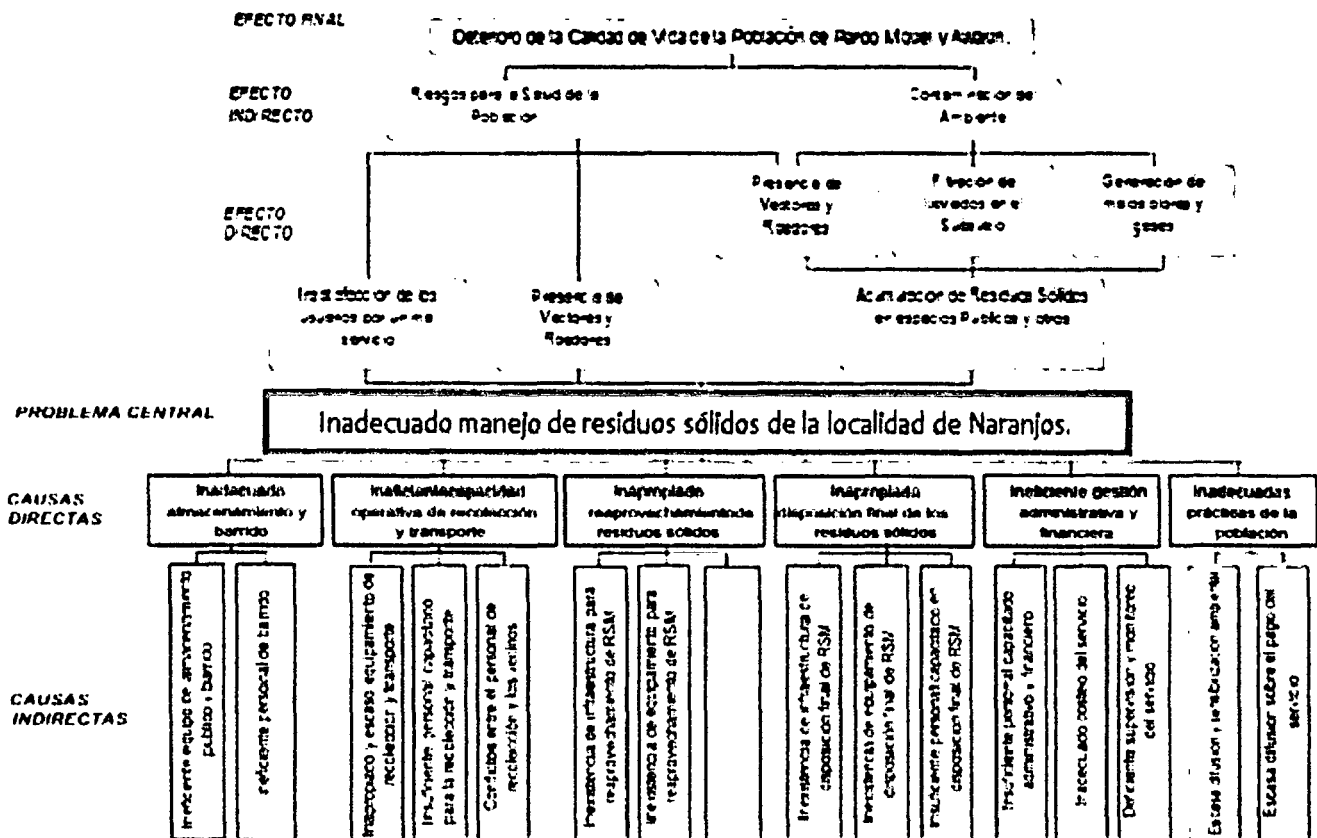 EFECTO FINAL
Deterioro de la Calidad de Vida de la Población de Pardo Miguel y
EFECTO
INDIRECTO
Riesgos para la Salud de la
Población
Contaminación del
Ambiente
EFECTO
DIRECTO
Presencia de
Vectores y
Roedores
Filtración de
lixiviados en el
Subsuelo
Generación de
malos olores y
gases
Insatisfacción de los
usuarios por
servicio
Presencia de
Vectores y
Roedores
Acumulación de Residuos Sólidos
en espacios Públicos y otros
PROBLEMA CENTRAL
Inadecuado manejo de residuos sólidos de la localidad de Naranjos.
CAUSAS
DIRECTAS
Inadecuado
almacenamiento y
barrido
Ineficiente capacidad
operativa de recolección
y transporte
Inapropiado
reaprovechamiento de
residuos sólidos
Inapropiado
disposición final de los
residuos sólidos
Ineficiente gestión
administrativa y
financiera
Inadecuadas
prácticas de la
población
CAUSAS
INDIRECTAS
Ineficiente equipo de almacenamiento
público y barrido
Ineficiente personal de barrido
Inapropiado y escaso equipamiento de
recolección y transporte
Insuficiente personal capacitado
para la recolección y transporte
Conflictos entre el personal de
recolección y los vecinos
Inexistencia de infraestructura para
reaprovechamiento de RSM
Inexistencia de equipamiento para
reaprovechamiento de RSM
Inexistencia de infraestructura de
disposición final de RSM
Inexistencia de equipamiento de
disposición final de RSM
Insuficiente personal capacitado en
disposición final de RSM
Insuficiente personal capacitado
administrativo y financiero
Inadecuado costeo del servicio
Deficiente supervisión y monitoreo
del servicio
Escasa difusión y sensibilización ambiental
Escasa difusión sobre el pago del
servicio